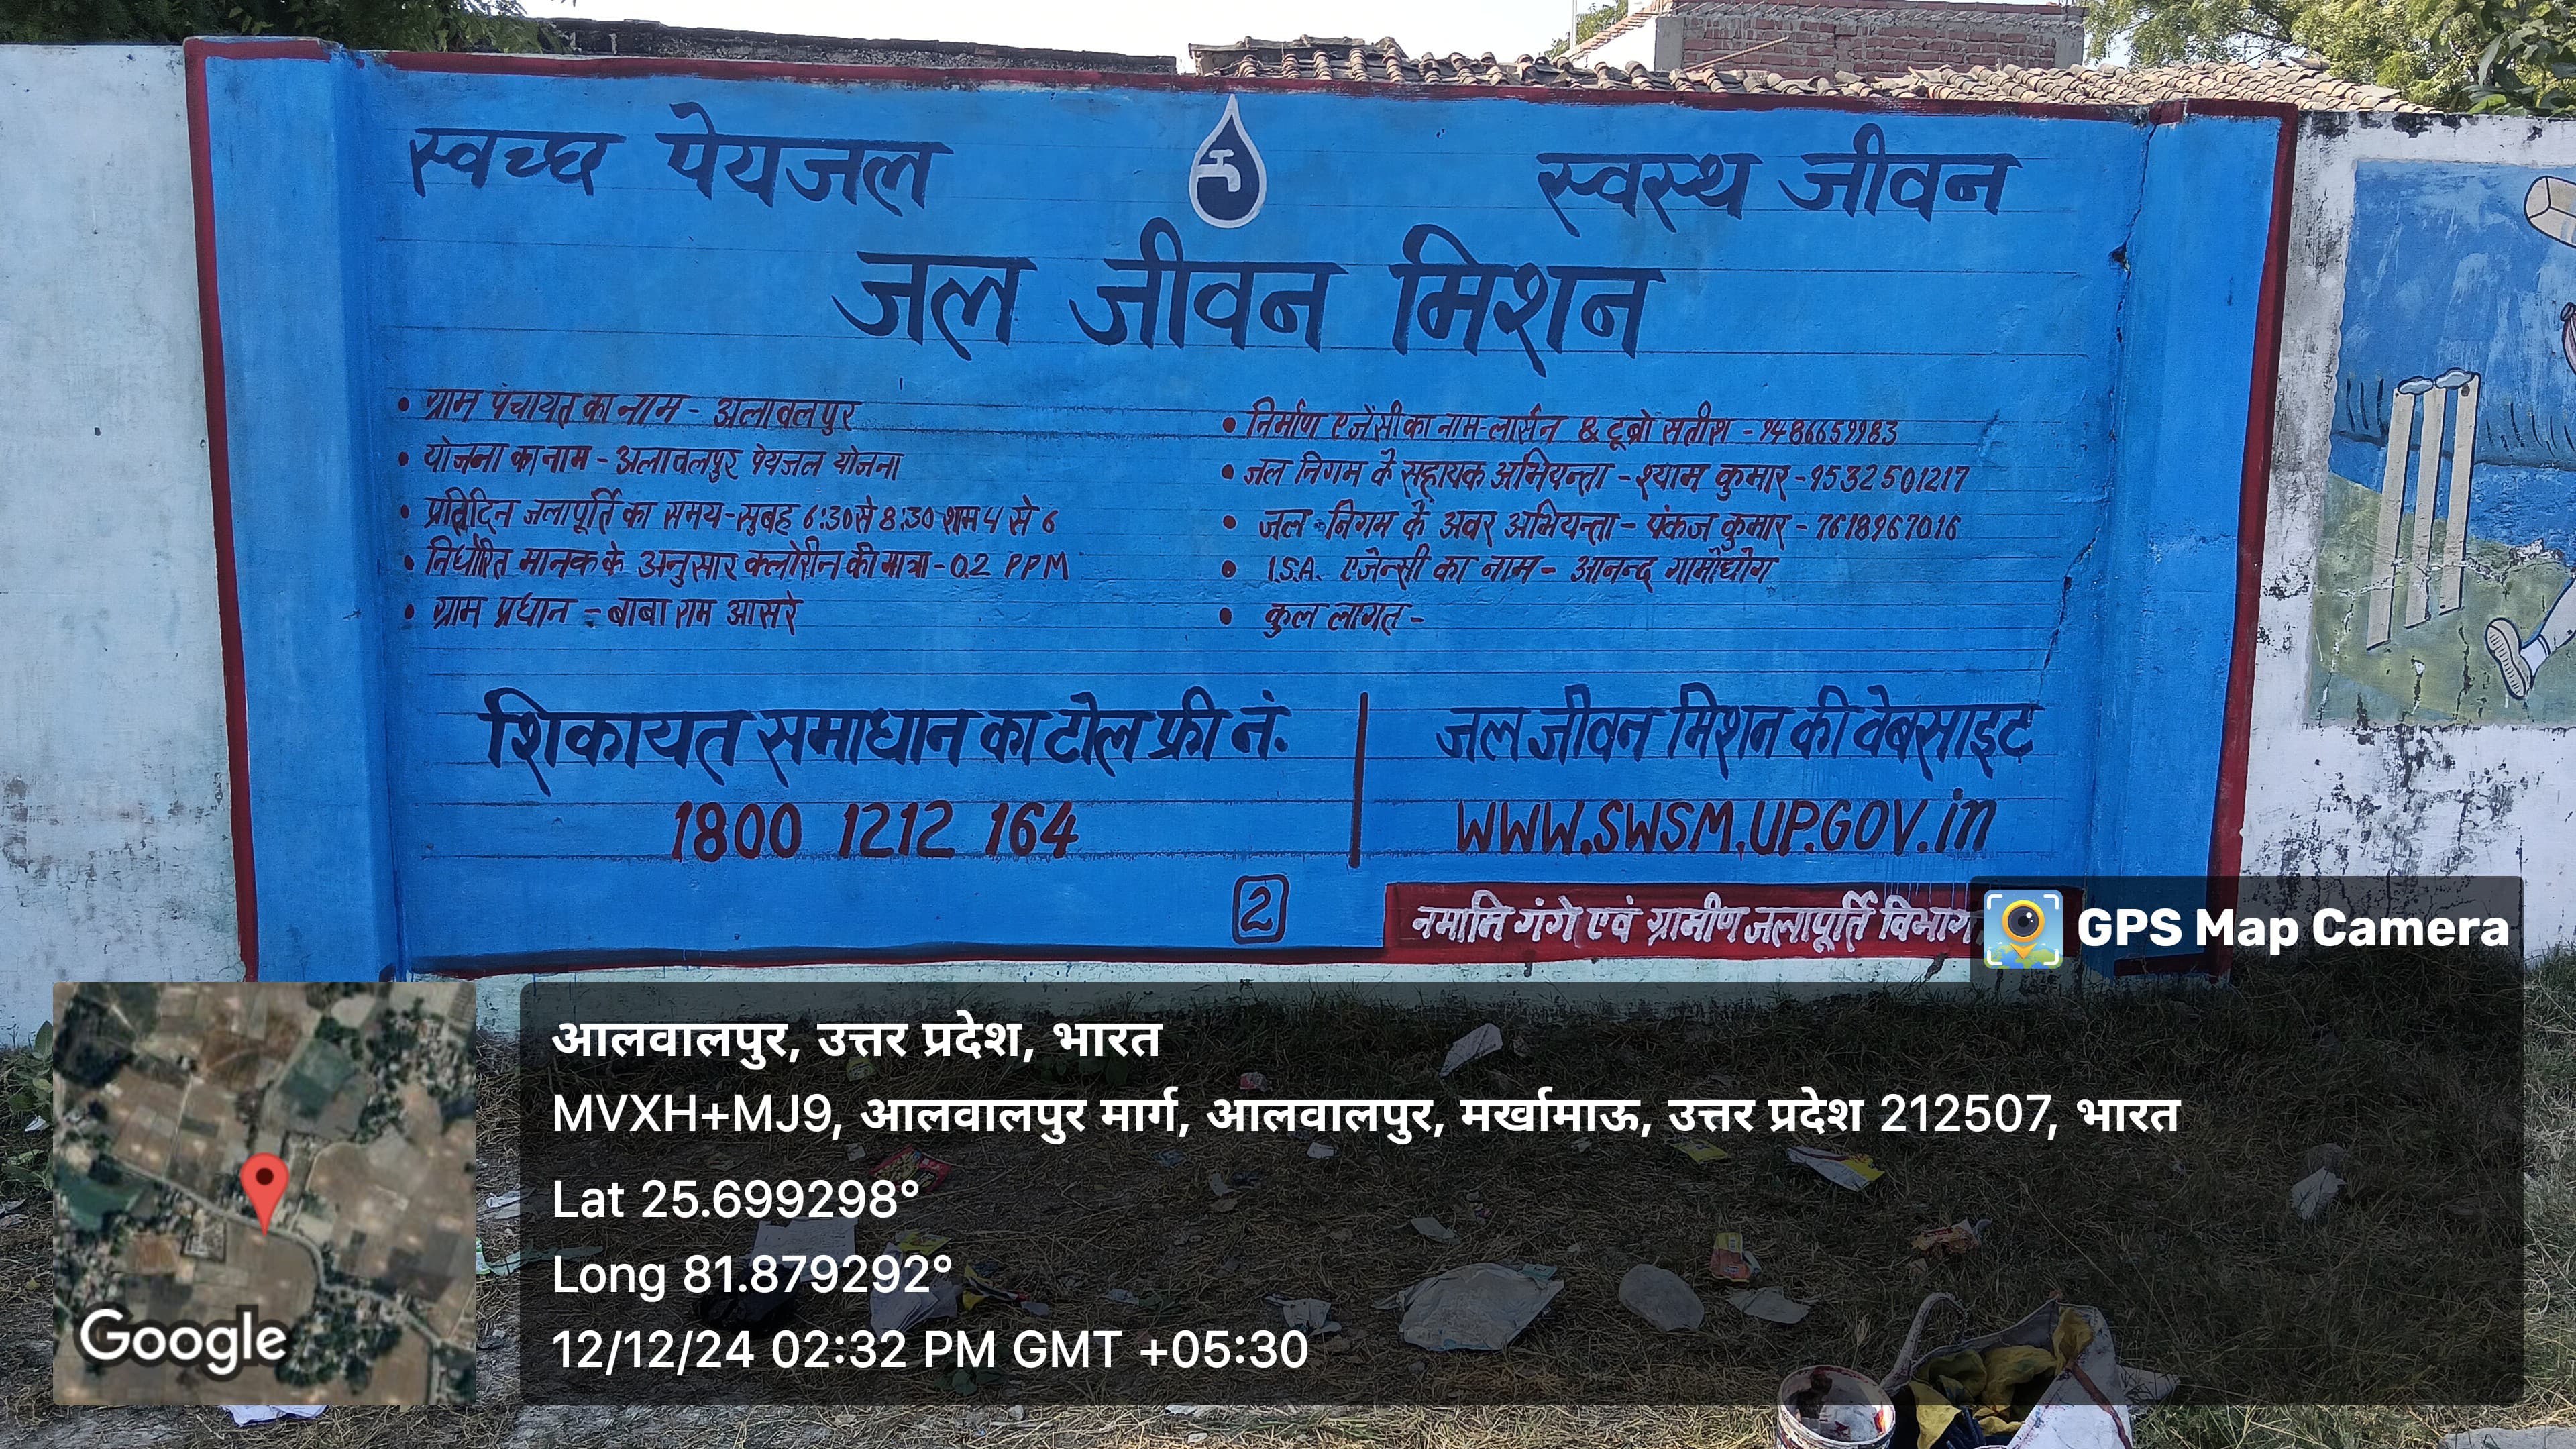 स्वच्छ पेयजल
स्वस्थ जीवन
जल जीवन मिशन
• ग्राम पंचायत का नाम - अलावलपुर
• योजना का नाम - अलावलपुर पेयजल योजना
• प्रतिदिन जलापूर्ति का समय - सुबह 6:30 से 8:30 शाम 4 से 6
• निर्धारित मानक के अनुसार क्लोरीन की मात्रा - 0.2 PPM
• ग्राम प्रधान - बाबा राम आसरे
• निर्माण एजेंसी का नाम - लार्सन & टूब्रो सतीश - 9486659983
• जल निगम के सहायक अभियन्ता - श्याम कुमार - 9532501217
• जल निगम के अवर अभियन्ता - पंकज कुमार - 7618967016
• I.S.A. एजेन्सी का नाम - आनन्द गामोद्योग
• कुल लागत -
शिकायत समाधान का टोल फ्री नं.
1800 1212 164
जल जीवन मिशन की वेबसाइट
WWW.SWSM.UP.GOV.in
2
नमामि गंगे एवं ग्रामीण जलापूर्ति विभाग
GPS Map Camera
आलवालपुर, उत्तर प्रदेश, भारत
MVXH+MJ9, आलवालपुर मार्ग, आलवालपुर, मर्खामाऊ, उत्तर प्रदेश 212507, भारत
Lat 25.699298°
Long 81.879292°
12/12/24 02:32 PM GMT +05:30
Google